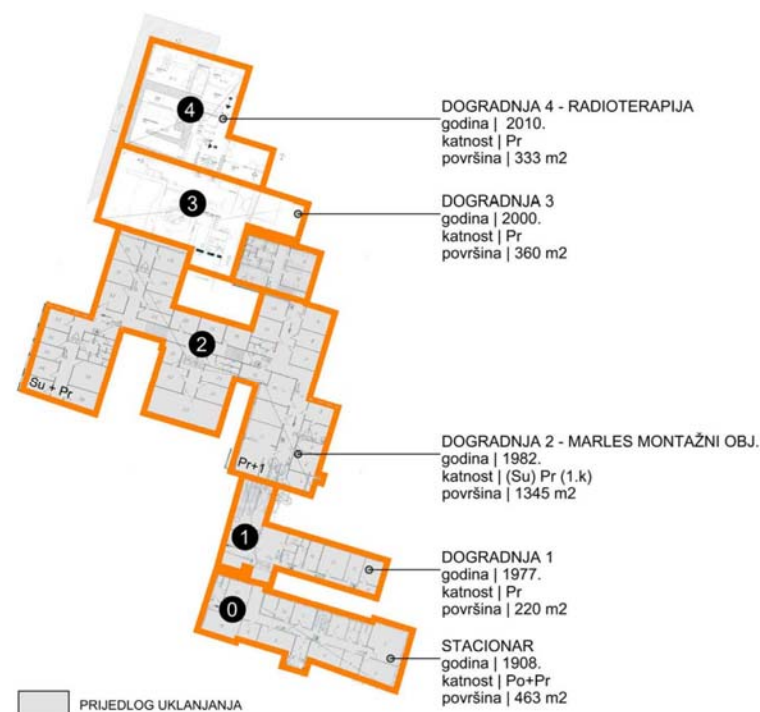 4
DOGRADNJA 4 - RADIOTERAPIJA
godina | 2010.
katnost | Pr
površina | 333 m2
3
DOGRADNJA 3
godina | 2000.
katnost | Pr
površina | 360 m2
2
Su + Pr
Pr+1
DOGRADNJA 2 - MARLES MONTAŽNI OBJ.
godina | 1982.
katnost | (Su) Pr (1.k)
površina | 1345 m2
1
DOGRADNJA 1
godina | 1977.
katnost | Pr
površina | 220 m2
0
STACIONAR
godina | 1908.
katnost | Po+Pr
površina | 463 m2
PRIJEDLOG UKLANJANJA